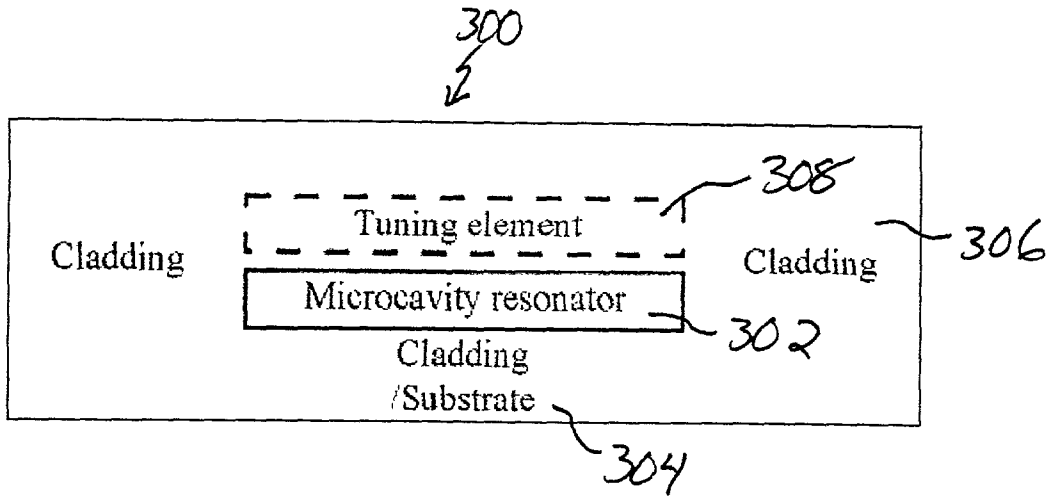 300
308
Tuning element
306
Cladding
Cladding
Microcavity resonator
302
Cladding
/Substrate
304